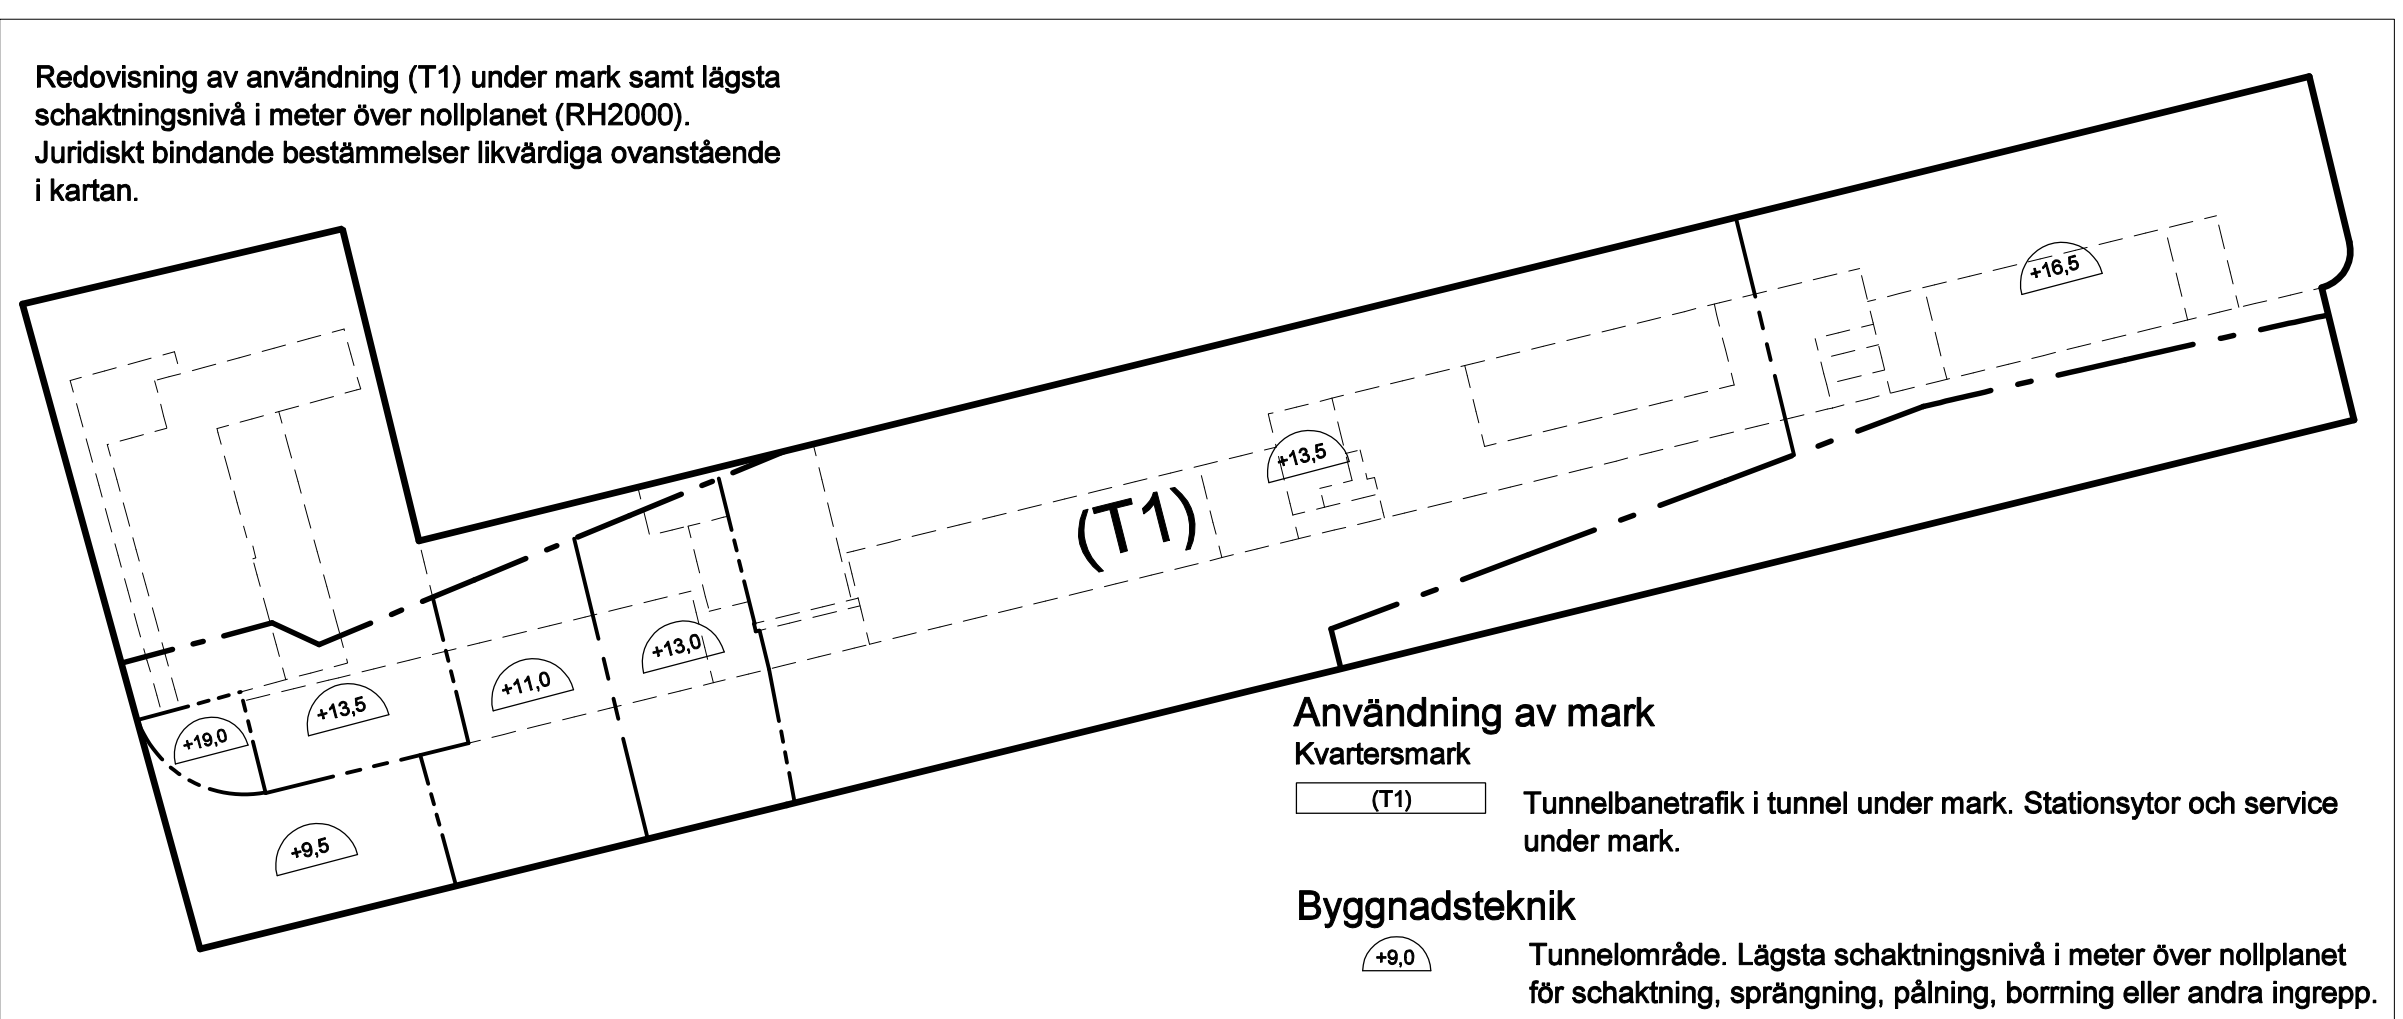 Redovisning av användning (T1) under mark samt lägsta
schaktningsnivå i meter över nollplanet (RH2000).
Juridiskt bindande bestämmelser likvärdiga ovanstående
i kartan.
+16,5
+13,5
(T1)
+13,0
+11,0
+13,5
+19,0
+9,5
Användning av mark
Kvartersmark
(T1)
Tunnelbanetrafik i tunnel under mark. Stationsytor och service
under mark.
Byggnadsteknik
+9,0
Tunnelområde. Lägsta schaktningsnivå i meter över nollplanet
för schaktning, sprängning, pålning, borrning eller andra ingrepp.